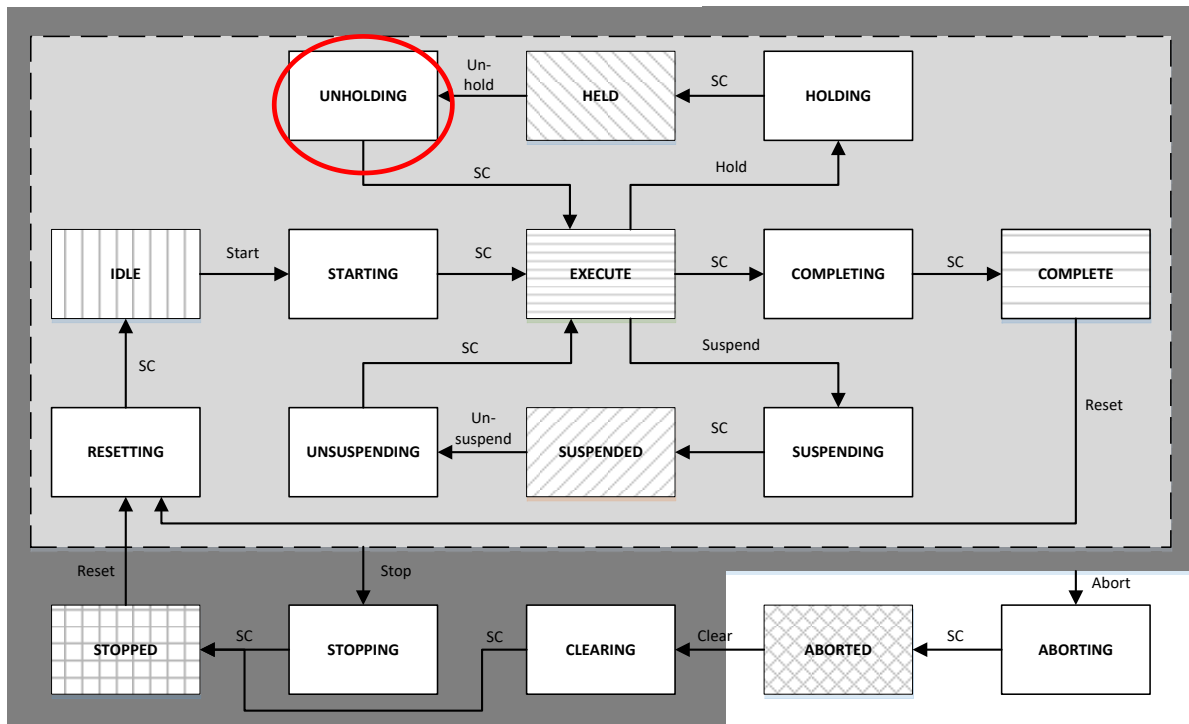 UNHOLDING
Un-
hold
HELD
SC
HOLDING
SC
Hold
IDLE
Start
STARTING
SC
EXECUTE
SC
COMPLETING
SC
COMPLETE
SC
SC
Suspend
Reset
RESETTING
UNSUSPENDING
Un-
suspend
SUSPENDED
SC
SUSPENDING
Reset
Stop
Abort
STOPPED
SC
STOPPING
SC
CLEARING
Clear
ABORTED
SC
ABORTING